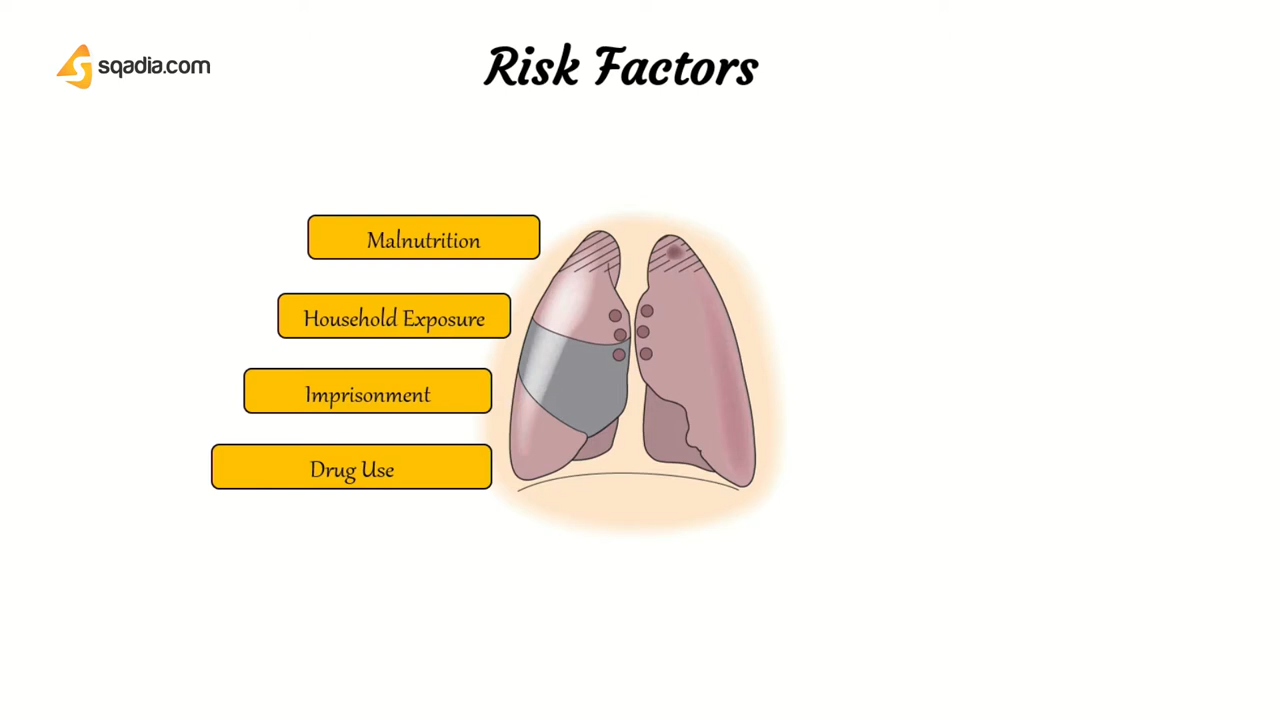 sqadia.com
Risk Factors
Malnutrition
Household Exposure
Imprisonment
Drug Use